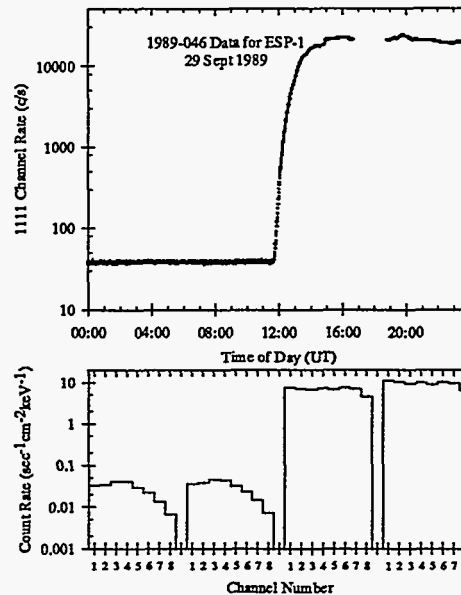 1989-046 Data for ESP-1
29 Sept 1989
1111 Channel Rate (c/s)
10000
1000
100
10
00:00 04:00 08:00 12:00 16:00 20:00
Time of Day (UT)
Count Rate (sec-1cm-2keV-1)
10
1
0.1
0.01
0.001
1 2 3 4 5 6 7 8 1 2 3 4 5 6 7 8 1 2 3 4 5 6 7 8 1 2 3 4 5 6 7
Channel Number